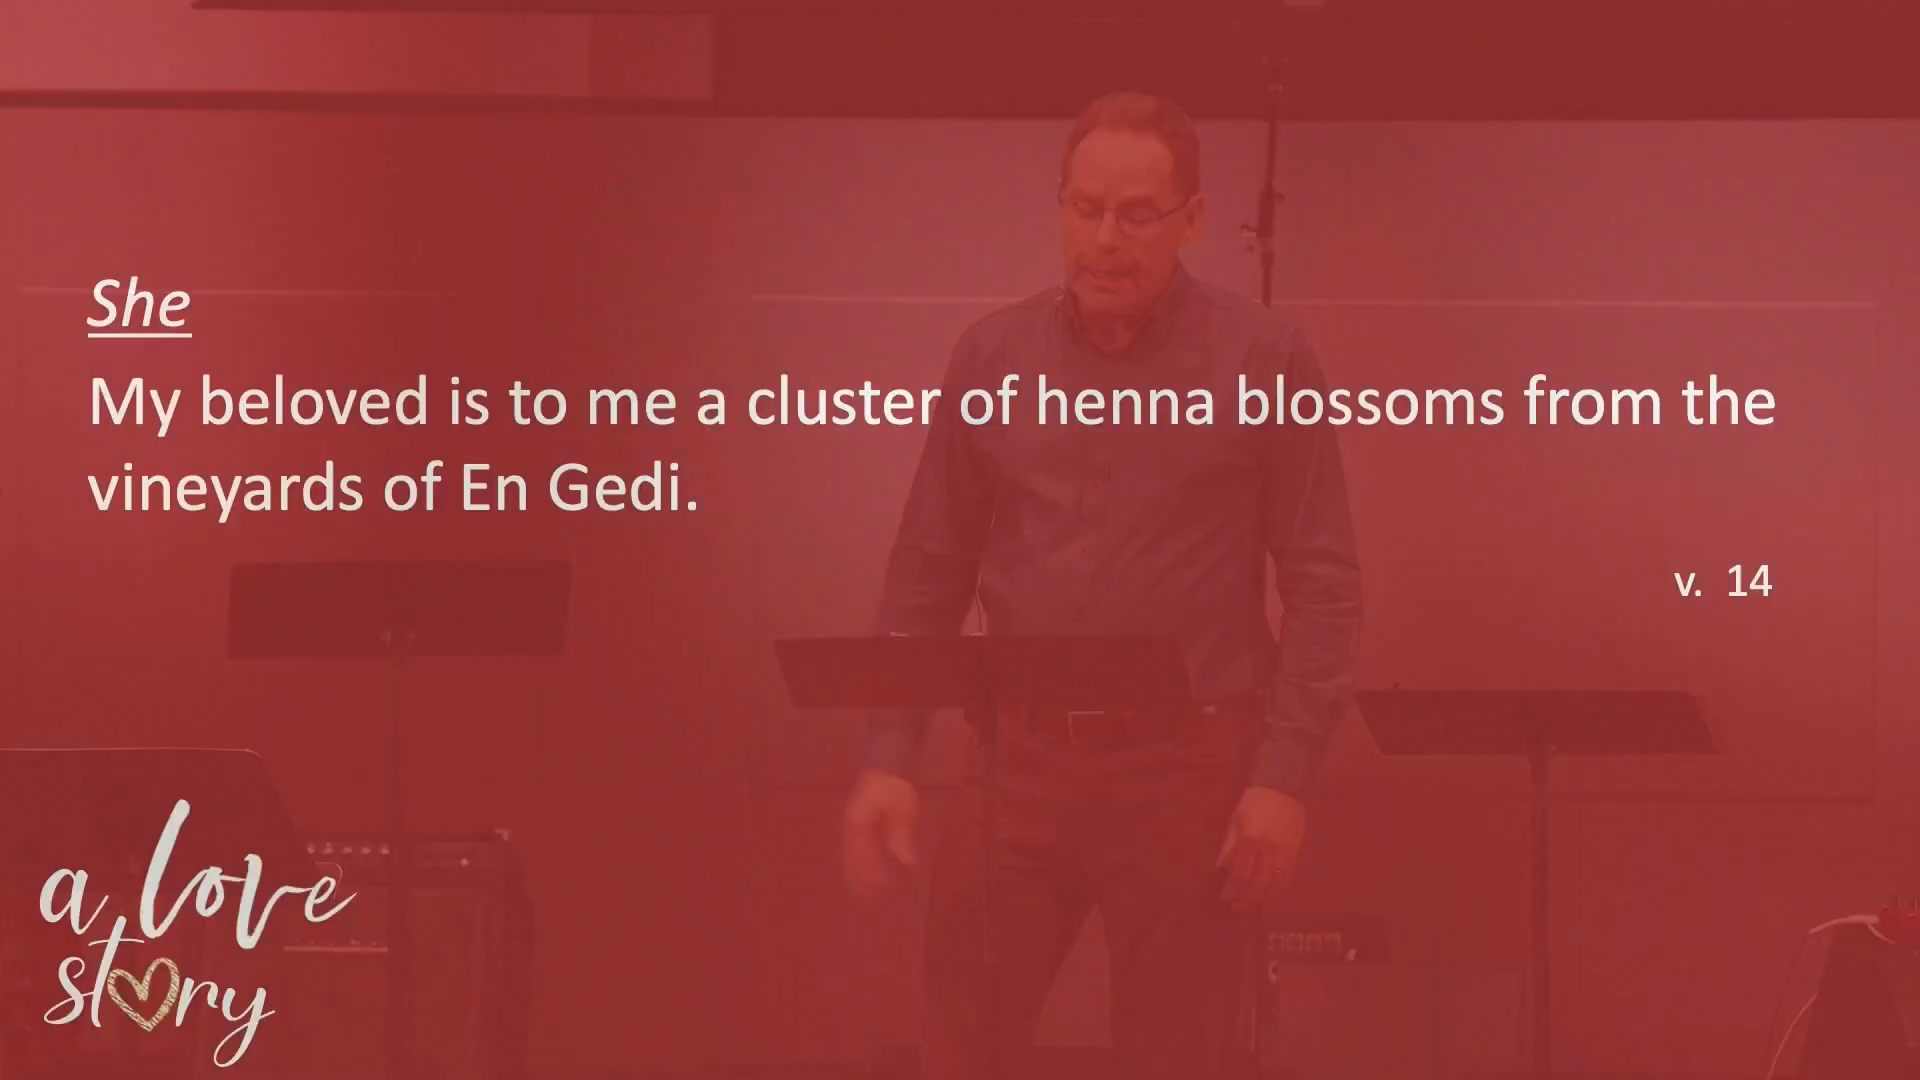 She
My beloved is to me a cluster of henna blossoms from the
vineyards of En Gedi.
v. 14
a love
story